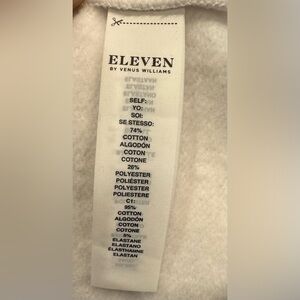 ELEVEN
BY VENUS WILLIAMS
SELF:
YO:
SOI:
SE STESSO:
74%
COTTON
ALGODÓN
COTON
COTONE
26%
POLYESTER
POLIÉSTER
POLYESTER
POLIESTERE
C1:
95%
COTTON
ALGODÓN
COTON
COTONE
5%
ELASTANE
ELASTANO
ELASTHANNE
ELASTAN